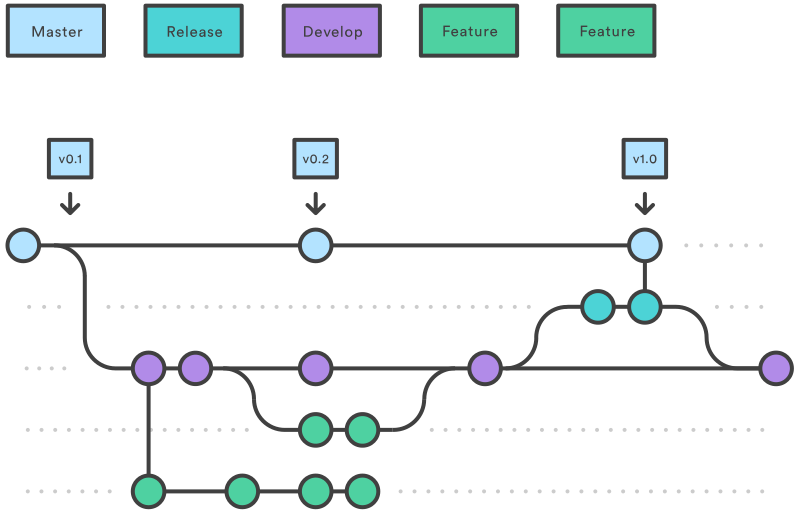 Master
Release
Develop
Feature
Feature
v0.1
v0.2
v1.0